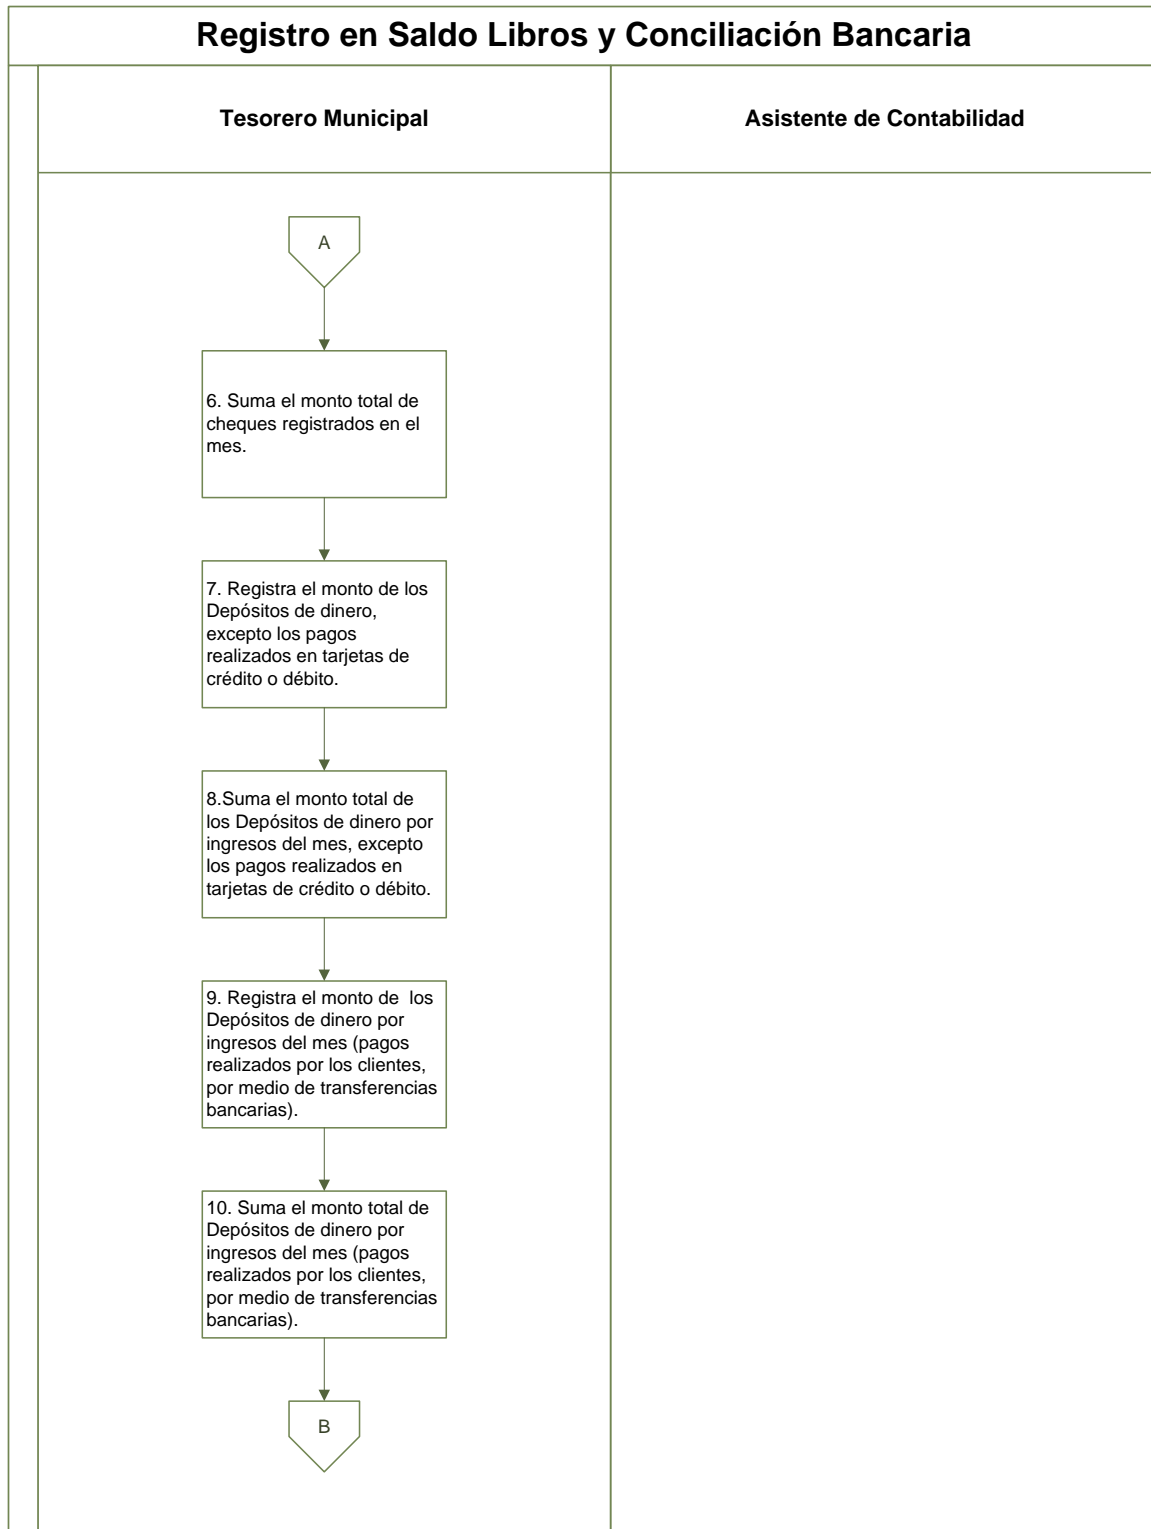 Registro en Saldo Libros y Conciliación Bancaria
Tesorero Municipal
Asistente de Contabilidad
A
6. Suma el monto total de
cheques registrados en el
mes.
7. Registra el monto de los
Depósitos de dinero,
excepto los pagos
realizados en tarjetas de
crédito o débito.
8.Suma el monto total de
los Depósitos de dinero por
ingresos del mes, excepto
los pagos realizados en
tarjetas de crédito o débito.
9. Registra el monto de  los
Depósitos de dinero por
ingresos del mes (pagos
realizados por los clientes,
por medio de transferencias
bancarias).
10. Suma el monto total de
Depósitos de dinero por
ingresos del mes (pagos
realizados por los clientes,
por medio de transferencias
bancarias).
B